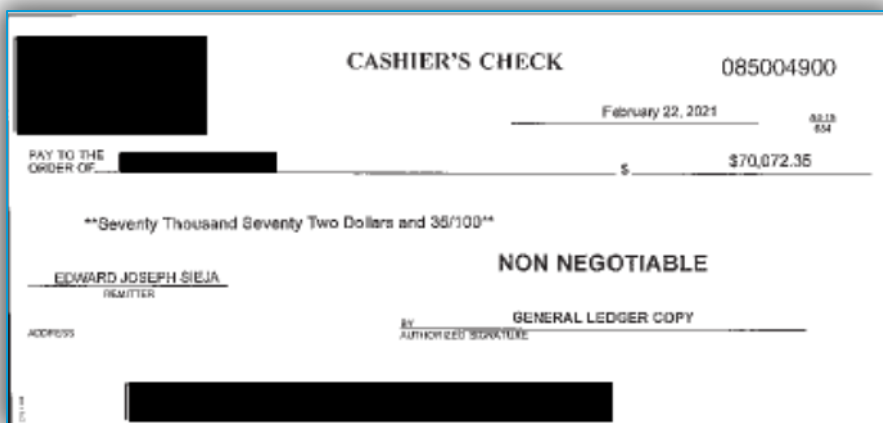 CASHIER'S CHECK
085004900
February 22, 2021
PAY TO THE
ORDER OF
$
$70,072.35
**Seventy Thousand Seventy Two Dollars and 35/100**
NON NEGOTIABLE
EDWARD JOSEPH SIEJA
REMITTER
BY
GENERAL LEDGER COPY
ADDRESS
AUTHORIZED SIGNATURE